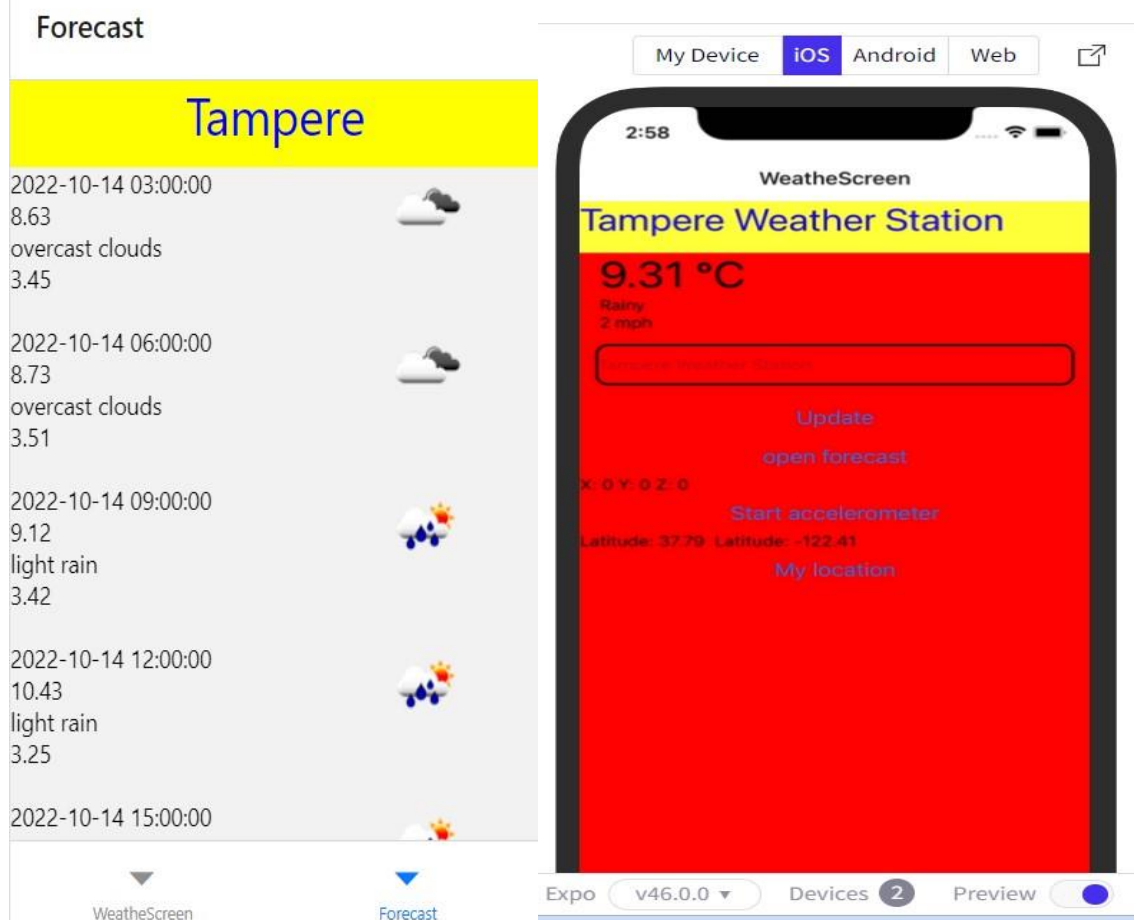 Forecast
Tampere
2022-10-14 03:00:00
8.63
overcast clouds
3.45
2022-10-14 06:00:00
8.73
overcast clouds
3.51
2022-10-14 09:00:00
9.12
light rain
3.42
2022-10-14 12:00:00
10.43
light rain
3.25
2022-10-14 15:00:00
WeatheScreen Forecast
My Device iOS Android Web
2:58
WeatheScreen
Tampere Weather Station
9.31 °C
Rainy
2 mph
Tampere Weather Station
Update
open forecast
X: 0 Y: 0 Z: 0
Start accelerometer
Latitude: 37.79 Latitude: -122.41
My location
Expo v46.0.0 Devices 2 Preview